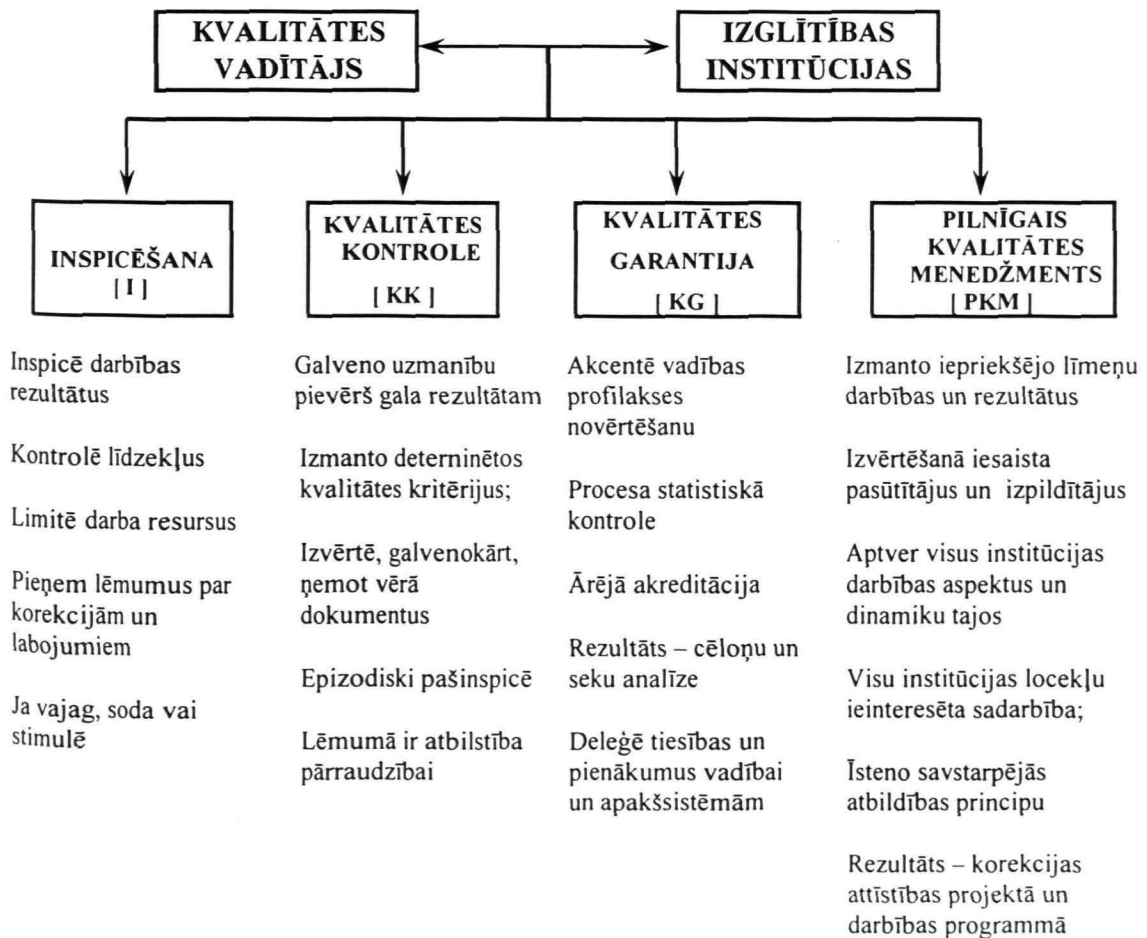 KVALITĀTES
VADĪTĀJS
IZGLĪTĪBAS
INSTITŪCIJAS
INSPICĒŠANA
[ I ]
KVALITĀTES
KONTROLE
[ KK ]
KVALITĀTES
GARANTIJA
[ KG ]
PILNĪGAIS
KVALITĀTES
MENEDŽMENTS
[ PKM ]
Inspicē darbības
rezultātus
Kontrolē līdzekļus
Limitē darba resursus
Pieņem lēmumus par
korekcijām un
labojumiem
Ja vajag, soda vai
stimulē
Galveno uzmanību
pievērš gala rezultātam
Izmanto deterninētos
kvalitātes kritērijus;
Izvērtē, galvenokārt,
ņemot vērā
dokumentus
Epizodiski pašinspicē
Lēmumā ir atbilstība
pārraudzībai
Akcentē vadības
profilakses
novērtēšanu
Procesa statistiskā
kontrole
Ārējā akreditācija
Rezultāts – cēloņu un
seku analīze
Deleģē tiesības un
pienākumus vadībai
un apakšsistēmām
Izmanto iepriekšējo līmeņu
darbības un rezultātus
Izvērtēšanā iesaista
pasūtītājus un izpildītājus
Aptver visus institūcijas
darbības aspektus un
dinamiku tajos
Visu institūcijas locekļu
ieinteresēta sadarbība;
Īsteno savstarpējās
atbildības principu
Rezultāts – korekcijas
attīstības projektā un
darbības programmā